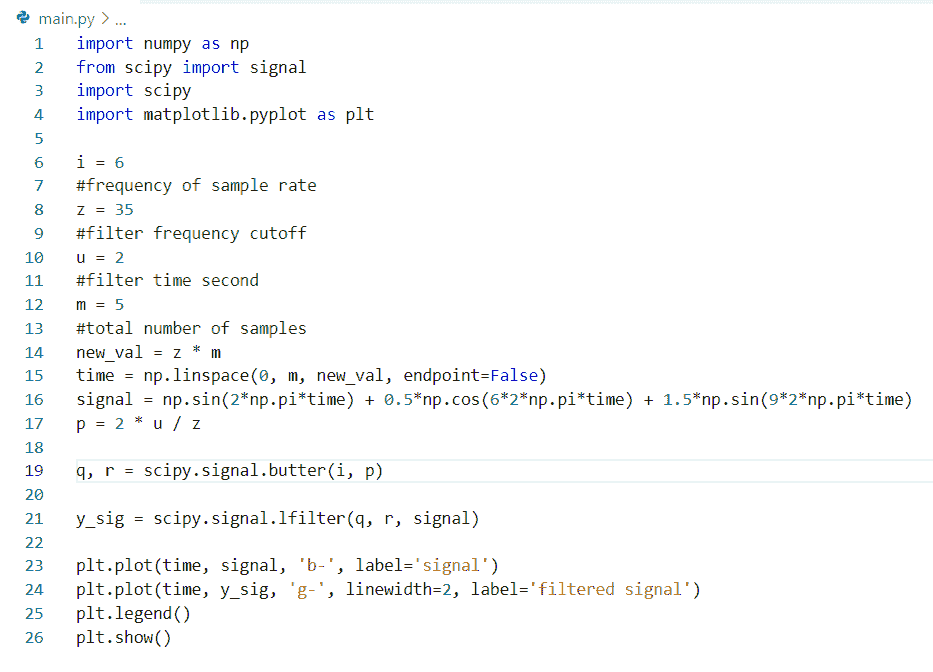 main.py > ...
1 import numpy as np
2 from scipy import signal
3 import scipy
4 import matplotlib.pyplot as plt
5
6 i = 6
7 #frequency of sample rate
8 z = 35
9 #filter frequency cutoff
10 u = 2
11 #filter time second
12 m = 5
13 #total number of samples
14 new_val = z * m
15 time = np.linspace(0, m, new_val, endpoint=False)
16 signal = np.sin(2*np.pi*time) + 0.5*np.cos(6*2*np.pi*time) + 1.5*np.sin(9*2*np.pi*time)
17 p = 2 * u / z
18
19 q, r = scipy.signal.butter(i, p)
20
21 y_sig = scipy.signal.lfilter(q, r, signal)
22
23 plt.plot(time, signal, 'b-', label='signal')
24 plt.plot(time, y_sig, 'g-', linewidth=2, label='filtered signal')
25 plt.legend()
26 plt.show()